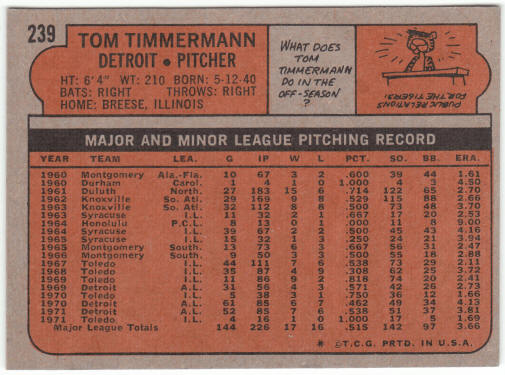 239
TOM TIMMERMANN
DETROIT • PITCHER
HT: 6'4" WT: 210 BORN: 5-12-40
BATS: RIGHT THROWS: RIGHT
HOME: BREESE, ILLINOIS
WHAT DOES
TOM
TIMMERMANN
DO IN THE
OFF-SEASON
?
PUBLIC RELATIONS
FOR THE TIGERS.
MAJOR AND MINOR LEAGUE PITCHING RECORD
YEAR TEAM LEA. G IP W L PCT. SO. BB. ERA.
1960 Montgomery Ala.-Fla. 10 67 3 2 .600 39 44 1.61
1960 Durham Carol. 1 4 1 0 1.000 4 3 4.50
1961 Duluth North. 27 183 15 6 .714 122 65 2.70
1962 Knoxville So. Atl. 29 169 9 8 .529 115 88 2.66
1963 Knoxville So. Atl. 32 112 8 8 .500 73 48 3.70
1963 Syracuse I.L. 11 32 2 1 .667 17 20 2.53
1964 Honolulu P.C.L. 8 13 0 1 .000 11 8 9.00
1964 Syracuse I.L. 39 67 2 2 .500 45 43 4.16
1965 Syracuse I.L. 15 32 1 3 .250 24 21 3.94
1965 Montgomery South. 13 73 6 3 .667 56 31 2.47
1966 Montgomery South. 9 50 3 3 .500 55 18 2.88
1967 Toledo I.L. 44 111 7 6 .538 73 29 2.11
1968 Toledo I.L. 35 87 4 9 .308 62 25 3.72
1969 Toledo I.L. 11 86 9 2 .818 74 20 2.41
1969 Detroit A.L. 31 56 4 3 .571 42 26 2.73
1970 Toledo I.L. 5 38 3 1 .750 36 12 1.66
1970 Detroit A.L. 61 85 6 7 .462 49 34 4.13
1971 Detroit A.L. 52 85 7 6 .538 51 37 3.81
1971 Toledo I.L. 4 16 1 0 1.000 17 1 1.69
Major League Totals 144 226 17 16 .515 142 97 3.66
* © T.C.G. PRTD. IN U.S.A.